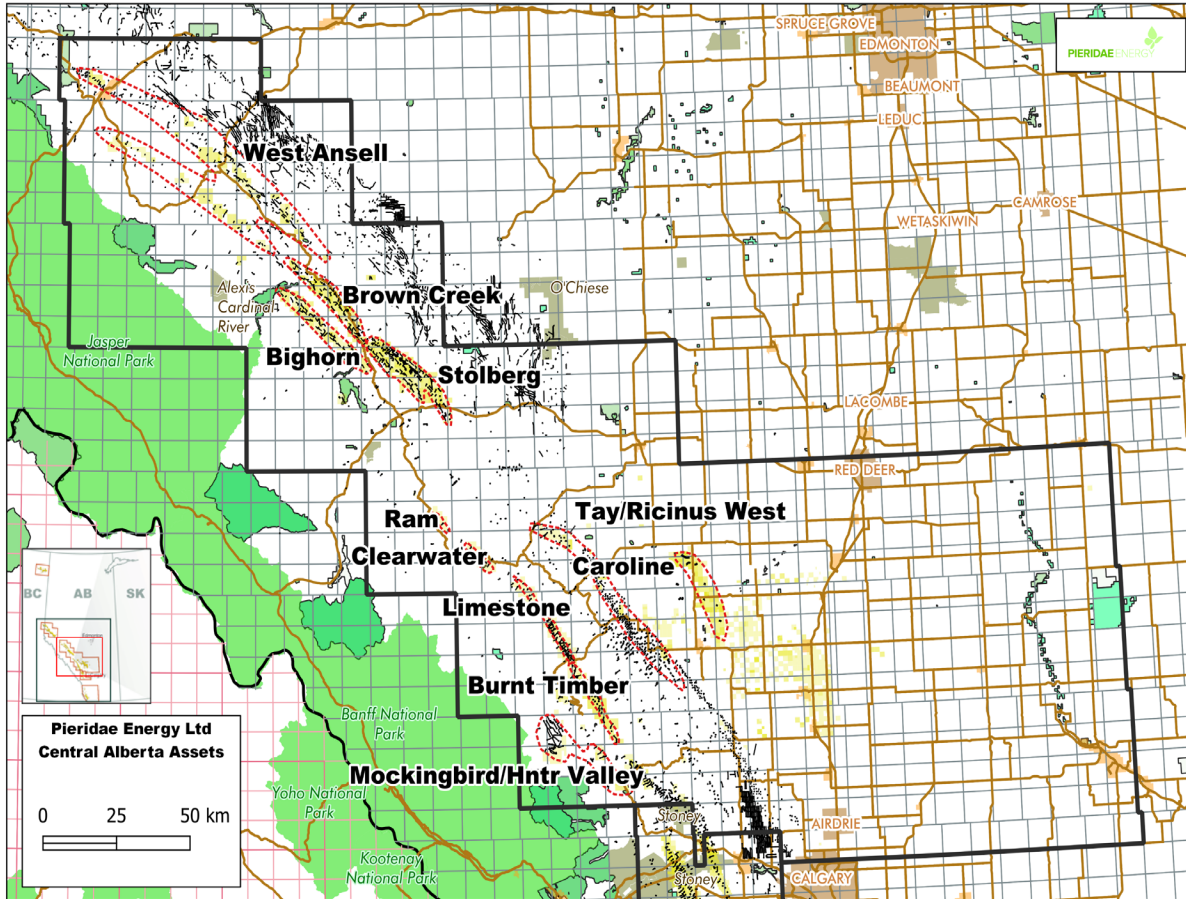 SPRUCE GROVE
EDMONTON
PIERIDAE ENERGY
BEAUMONT
LEDUC
West Ansell
CAMROSE
WETASKIWIN
Alexis
Cardinal
River
O'Chiese
Brown Creek
Jasper
National Park
Bighorn
Stolberg
LACOMBE
RED DEER
Ram
Tay/Ricinus West
Clearwater
Caroline
BC
AB
SK
Limestone
Burnt Timber
Banff National
Park
Pieridae Energy Ltd
Central Alberta Assets
Mockingbird/Hntr Valley
Yoho National
Park
0 25 50 km
Stoney
AIRDRIE
Kootenay
National Park
Stoney
CALGARY